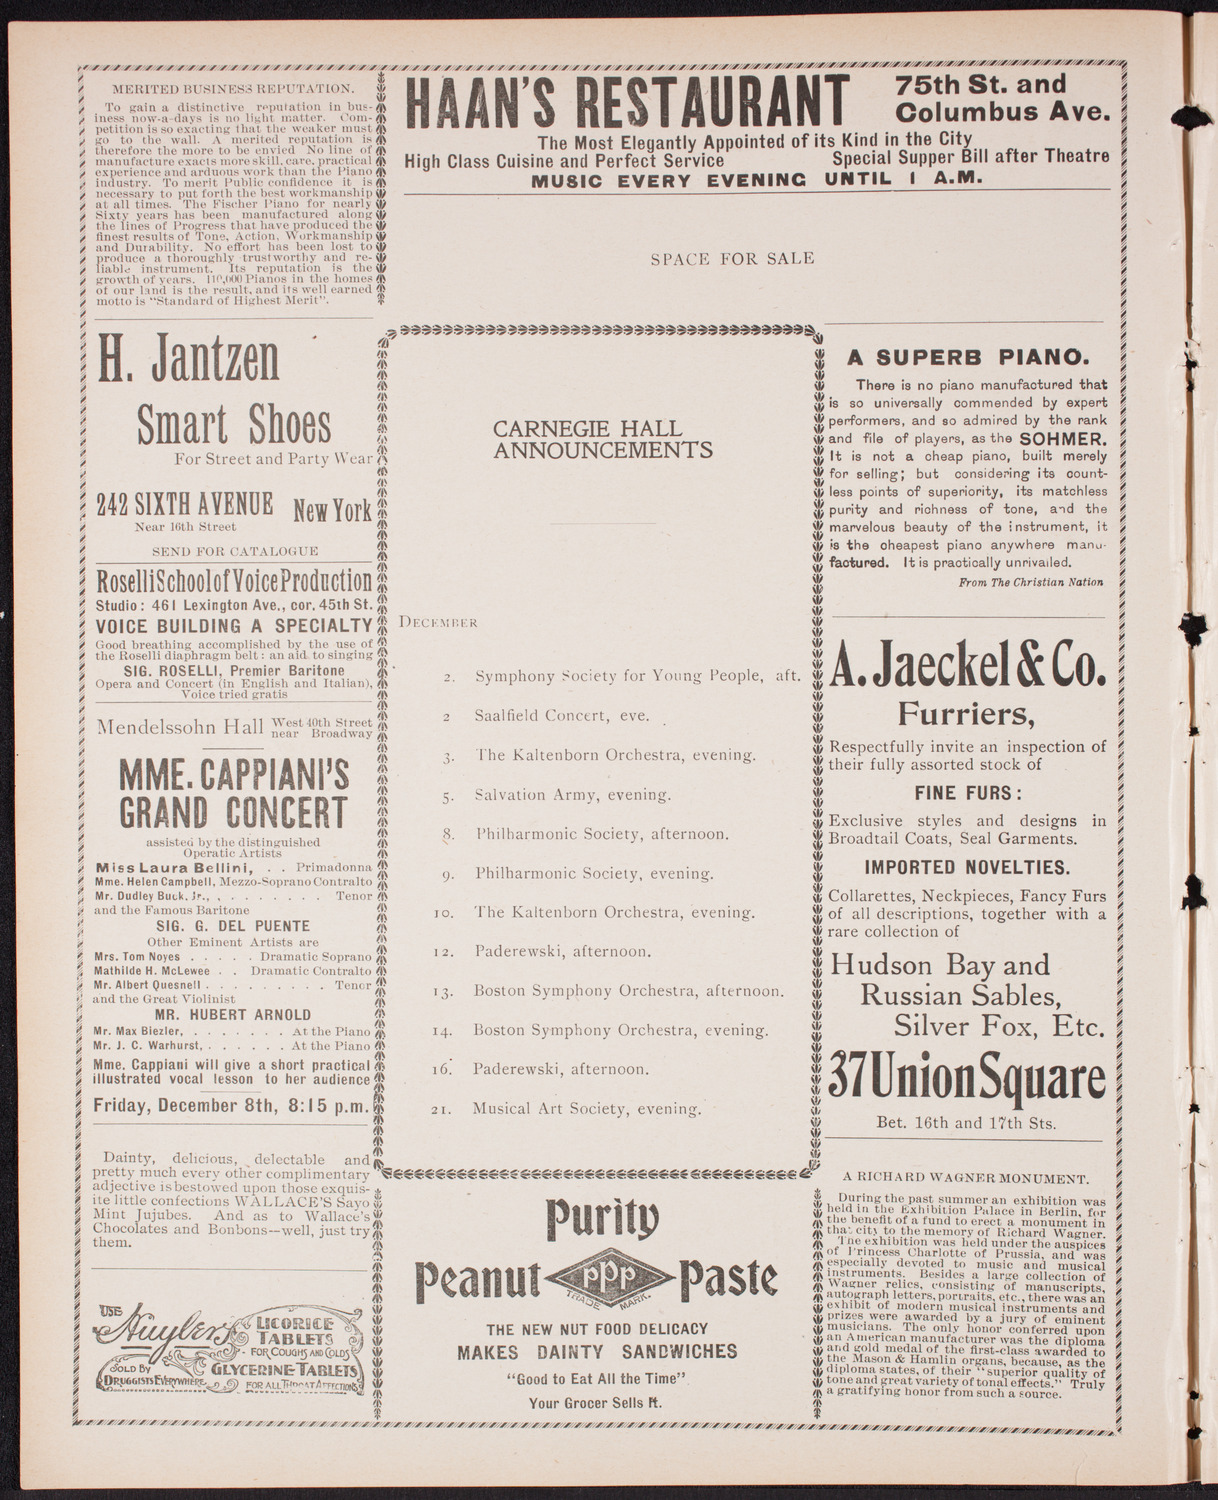 MERITED BUSINESS REPUTATION.
To gain a distinctive reputation in bus-
iness now-a-days is no light matter. Com-
petition is so exacting that the weaker must
go to the wall. A merited reputation is
therefore the more to be envied No line of
manufacture exacts more skill, care, practical
experience and arduous work than the Piano
industry. To merit Public confidence it is
necessary to put forth the best workmanship
at all times. The Fischer Piano for nearly
Sixty years has been manufactured along
the lines of Progress that have produced the
finest results of Tone, Action, Workmanship
and Durability. No effort has been lost to
produce a thoroughly trustworthy and re-
liable instrument. Its reputation is the
growth of years. 110,000 Pianos in the homes
of our land is the result, and its well earned
motto is "Standard of Highest Merit".
HAAN'S RESTAURANT
75th St. and
Columbus Ave.
The Most Elegantly Appointed of its Kind in the City
High Class Cuisine and Perfect Service
Special Supper Bill after Theatre
MUSIC EVERY EVENING UNTIL 1 A.M.
SPACE FOR SALE
H. Jantzen
Smart Shoes
For Street and Party Wear
242 SIXTH AVENUE New York
Near 16th Street
SEND FOR CATALOGUE
Roselli School of Voice Production
Studio: 461 Lexington Ave., cor. 45th St.
VOICE BUILDING A SPECIALTY
Good breathing accomplished by the use of
the Roselli diaphragm belt: an aid to singing
SIG. ROSELLI, Premier Baritone
Opera and Concert (in English and Italian),
Voice tried gratis
Mendelssohn Hall West 40th Street
near Broadway
MME. CAPPIANI'S
GRAND CONCERT
assisted by the distinguished
Operatic Artists
Miss Laura Bellini, . . Primadonna
Mme. Helen Campbell, Mezzo-Soprano Contralto
Mr. Dudley Buck, Jr., . . . . . . . . Tenor
and the Famous Baritone
SIG. G. DEL PUENTE
Other Eminent Artists are
Mrs. Tom Noyes . . . . . Dramatic Soprano
Mathilde H. McLewee . . Dramatic Contralto
Mr. Albert Quesnell . . . . . . . . . Tenor
and the Great Violinist
MR. HUBERT ARNOLD
Mr. Max Biezler, . . . . . . . At the Piano
Mr. J. C. Warhurst, . . . . . . At the Piano
Mme. Cappiani will give a short practical
illustrated vocal lesson to her audience
Friday, December 8th, 8:15 p.m.
Dainty, delicious, delectable and
pretty much every other complimentary
adjective is bestowed upon those exquis-
ite little confections WALLACE'S Sayo
Mint Jujubes. And as to Wallace's
Chocolates and Bonbons--well, just try
them.
USE
Huyler's
LICORICE
TABLETS
FOR COUGHS AND COLDS
SOLD BY
DRUGGISTS EVERYWHERE
GLYCERINE TABLETS
FOR ALL THROAT AFFECTIONS
CARNEGIE HALL
ANNOUNCEMENTS
DECEMBER
2. Symphony Society for Young People, aft.
2 Saalfield Concert, eve.
3. The Kaltenborn Orchestra, evening.
5. Salvation Army, evening.
8. Philharmonic Society, afternoon.
9. Philharmonic Society, evening.
10. The Kaltenborn Orchestra, evening.
12. Paderewski, afternoon.
13. Boston Symphony Orchestra, afternoon.
14. Boston Symphony Orchestra, evening.
16. Paderewski, afternoon.
21. Musical Art Society, evening.
Purity
Peanut PPP Paste
TRADE MARK.
THE NEW NUT FOOD DELICACY
MAKES DAINTY SANDWICHES
"Good to Eat All the Time"
Your Grocer Sells It.
A SUPERB PIANO.
There is no piano manufactured that
is so universally commended by expert
performers, and so admired by the rank
and file of players, as the SOHMER.
It is not a cheap piano, built merely
for selling; but considering its count-
less points of superiority, its matchless
purity and richness of tone, and the
marvelous beauty of the instrument, it
is the cheapest piano anywhere manu-
factured. It is practically unrivailed.
From The Christian Nation
A. Jaeckel & Co.
Furriers,
Respectfully invite an inspection of
their fully assorted stock of
FINE FURS:
Exclusive styles and designs in
Broadtail Coats, Seal Garments.
IMPORTED NOVELTIES.
Collarettes, Neckpieces, Fancy Furs
of all descriptions, together with a
rare collection of
Hudson Bay and
Russian Sables,
Silver Fox, Etc.
37 Union Square
Bet. 16th and 17th Sts.
A RICHARD WAGNER MONUMENT.
During the past summer an exhibition was
held in the Exhibition Palace in Berlin, for
the benefit of a fund to erect a monument in
that city to the memory of Richard Wagner.
The exhibition was held under the auspices
of Princess Charlotte of Prussia, and was
especially devoted to music and musical
instruments. Besides a large collection of
Wagner relics, consisting of manuscripts,
autograph letters, portraits, etc., there was an
exhibit of modern musical instruments and
prizes were awarded by a jury of eminent
musicians. The only honor conferred upon
an American manufacturer was the diploma
and gold medal of the first-class awarded to
the Mason & Hamlin organs, because, as the
diploma states, of their "superior quality of
tone and great variety of tonal effects." Truly
a gratifying honor from such a source.